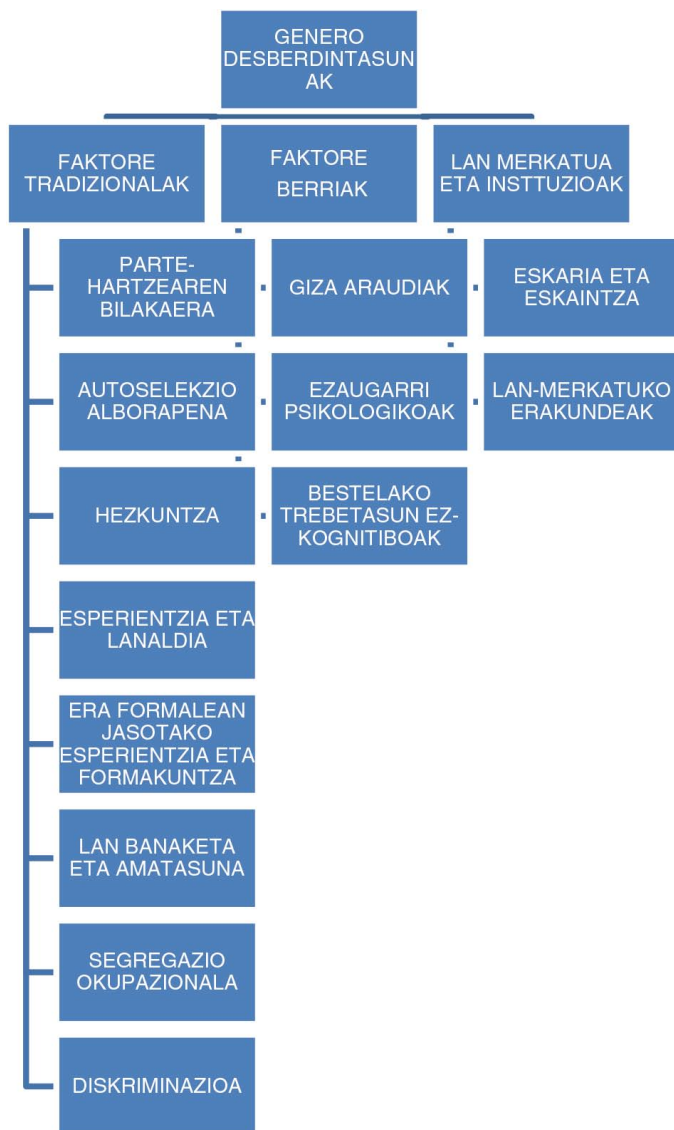 GENERO
DESBERDINTASUN
AK
FAKTORE
TRADIZIONALAK
FAKTORE
BERRIAK
LAN MERKATUA
ETA INSTTUZIOAK
PARTE-
HARTZEAREN
BILAKAERA
GIZA ARAUDIAK
ESKARIA ETA
ESKAINTZA
AUTOSELEKZIO
ALBORAPENA
EZAUGARRI
PSIKOLOGIKOAK
LAN-MERKATUKO
ERAKUNDEAK
HEZKUNTZA
BESTELAKO
TREBETASUN EZ-
KOGNITIBOAK
ESPERIENTZIA ETA
LANALDIA
ERA FORMALEAN
JASOTAKO
ESPERIENTZIA ETA
FORMAKUNTZA
LAN BANAKETA
ETA AMATASUNA
SEGREGAZIO
OKUPAZIONALA
DISKRIMINAZIOA